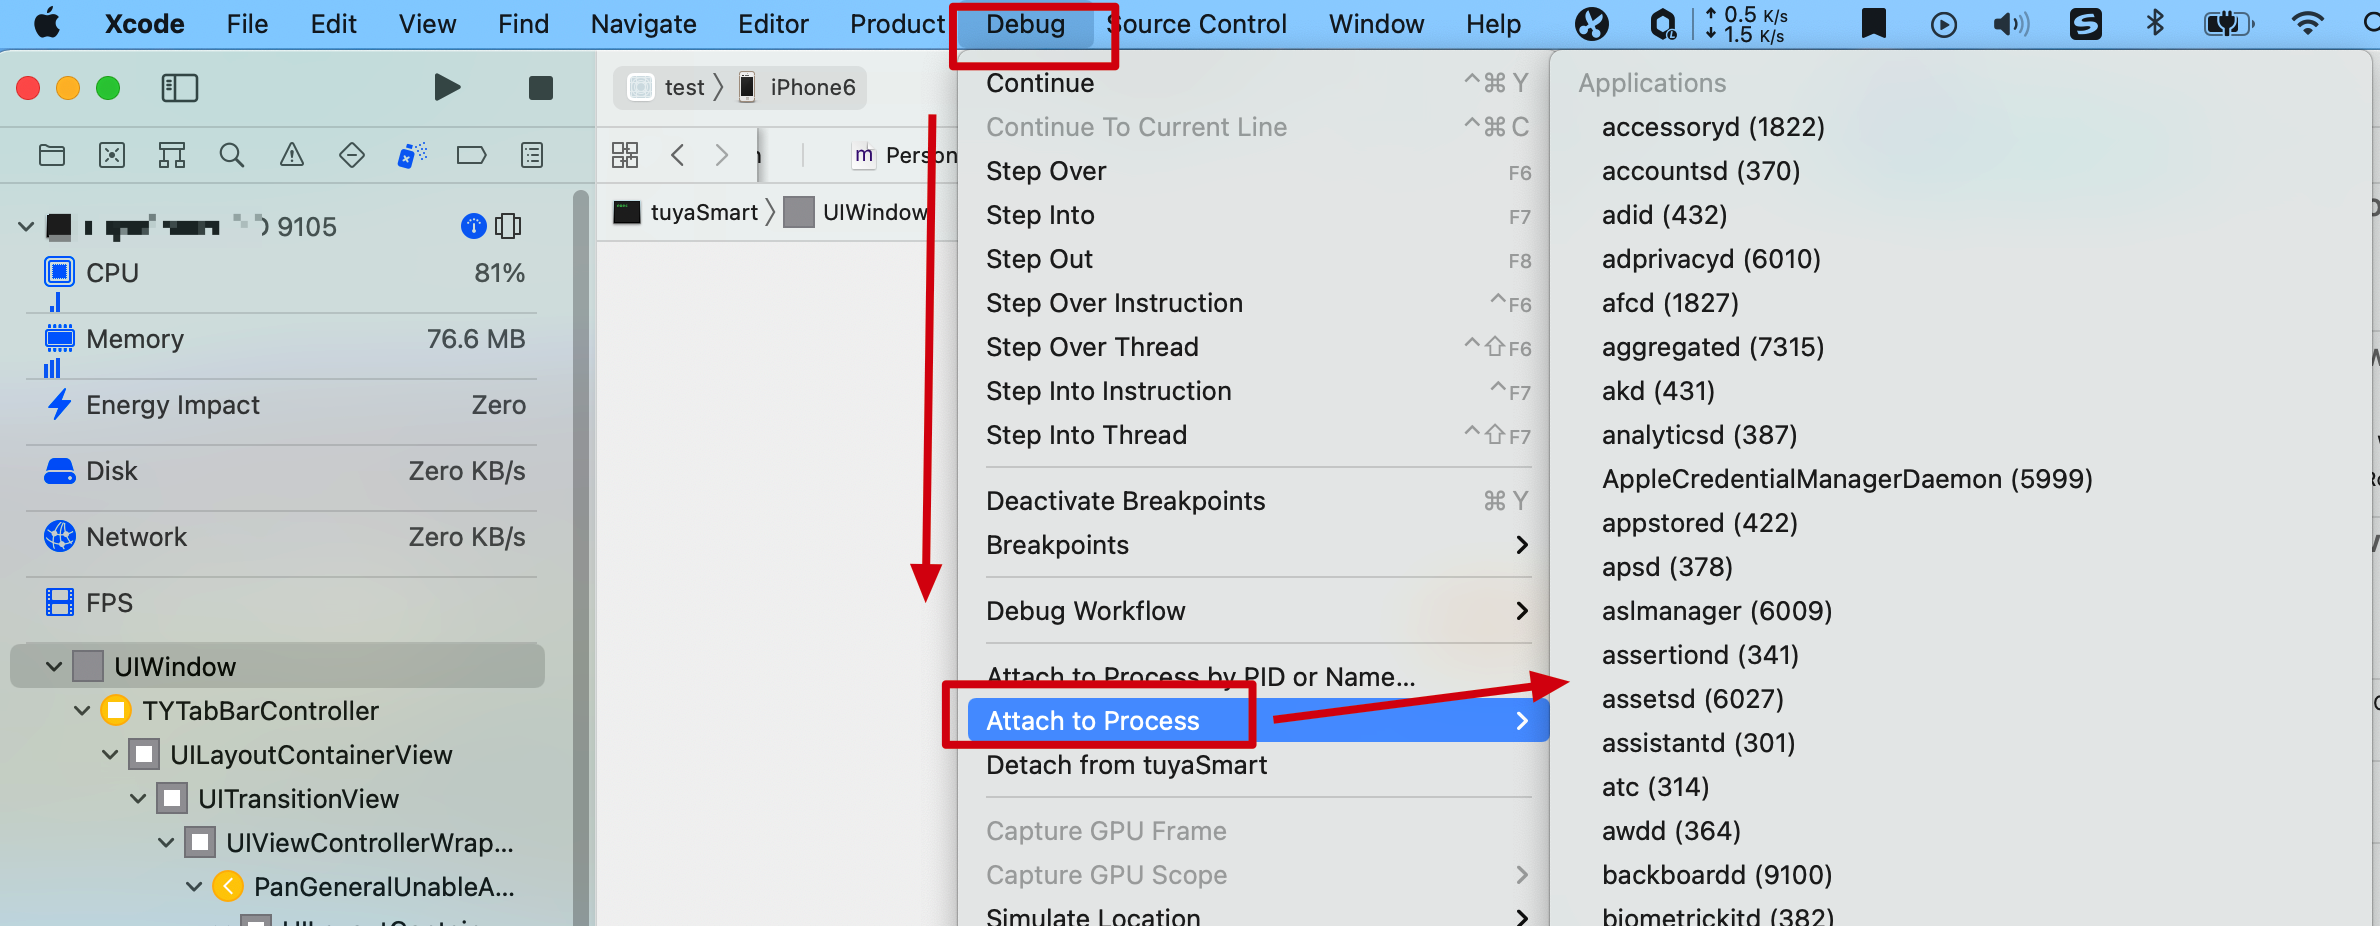 Xcode File Edit View Find Navigate Editor Product Debug Source Control Window Help 0.5 K/s
1.5 K/s
test iPhone6
Person
tuyaSmart UIWindow
9105
CPU 81%
Memory 76.6 MB
Energy Impact Zero
Disk Zero KB/s
Network Zero KB/s
FPS
UIWindow
TYTabBarController
UILayoutContainerView
UITransitionView
UIViewControllerWrap...
PanGeneralUnableA...
Continue ^⌘Y
Continue To Current Line ^⌘C
Step Over F6
Step Into F7
Step Out F8
Step Over Instruction ^F6
Step Over Thread ^⇧F6
Step Into Instruction ^F7
Step Into Thread ^⇧F7
Deactivate Breakpoints ⌘Y
Breakpoints
Debug Workflow
Attach to Process by PID or Name...
Attach to Process
Detach from tuyaSmart
Capture GPU Frame
Capture GPU Scope
Simulate Location
Applications
accessoryd (1822)
accountsd (370)
adid (432)
adprivacyd (6010)
afcd (1827)
aggregated (7315)
akd (431)
analyticsd (387)
AppleCredentialManagerDaemon (5999)
appstored (422)
apsd (378)
aslmanager (6009)
assertiond (341)
assetsd (6027)
assistantd (301)
atc (314)
awdd (364)
backboardd (9100)
biometrickitd (382)